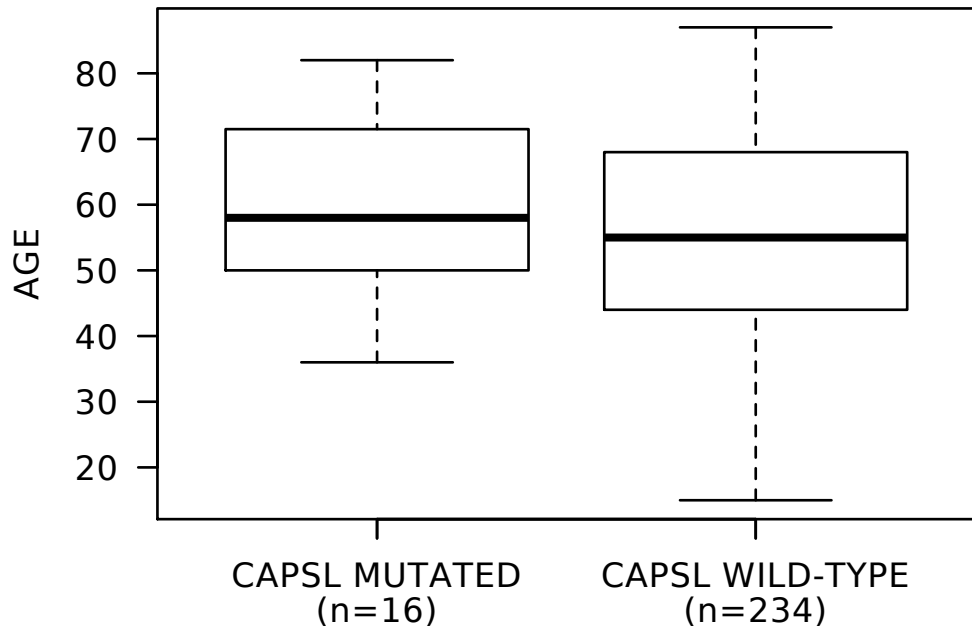 AGE
80
70
60
50
40
30
20
CAPSL MUTATED
(n=16)
CAPSL WILD-TYPE
(n=234)